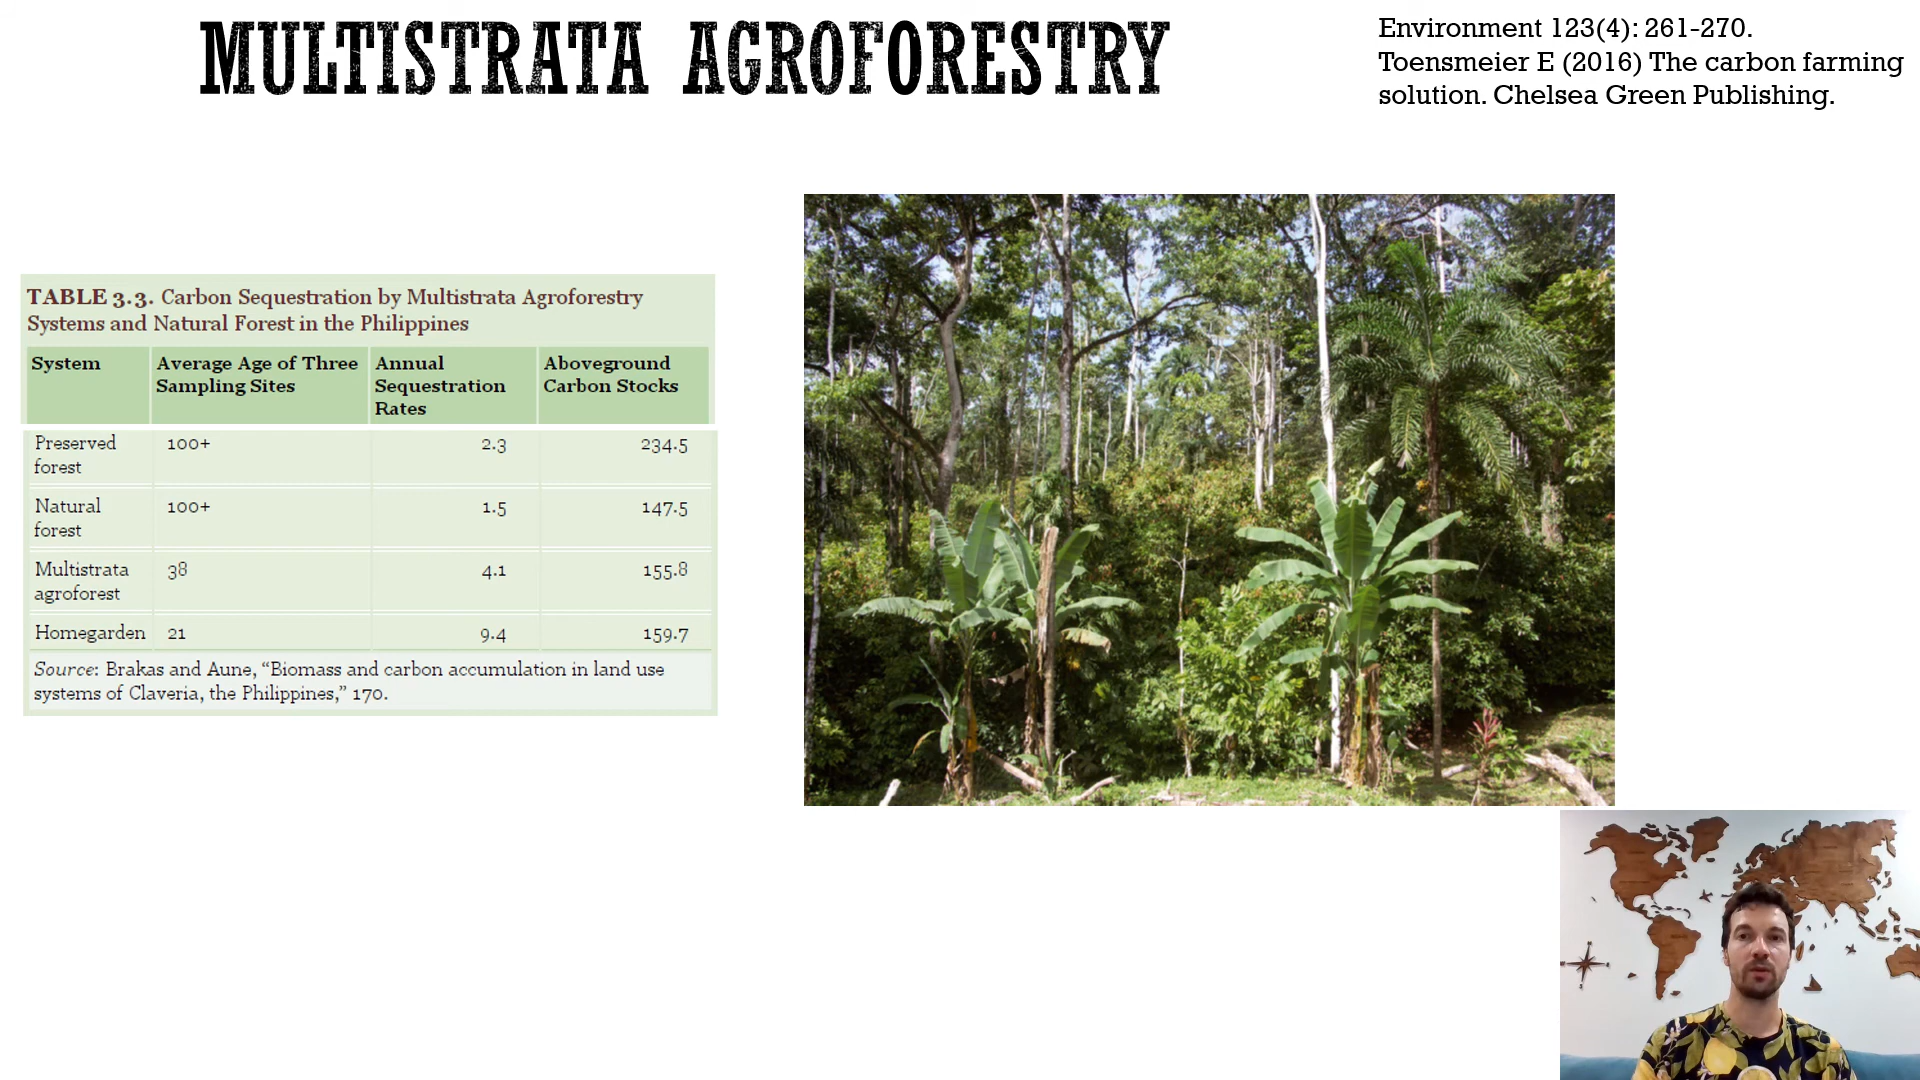 MULTISTRATA AGROFORESTRY
Environment 123(4): 261-270.
Toensmeier E (2016) The carbon farming
solution. Chelsea Green Publishing.
TABLE 3.3. Carbon Sequestration by Multistrata Agroforestry
Systems and Natural Forest in the Philippines
System
Average Age of Three
Sampling Sites
Annual
Sequestration
Rates
Aboveground
Carbon Stocks
Preserved
forest
100+
2.3
234.5
Natural
forest
100+
1.5
147.5
Multistrata
agroforest
38
4.1
155.8
Homegarden
21
9.4
159.7
Source: Brakas and Aune, “Biomass and carbon accumulation in land use
systems of Claveria, the Philippines,” 170.